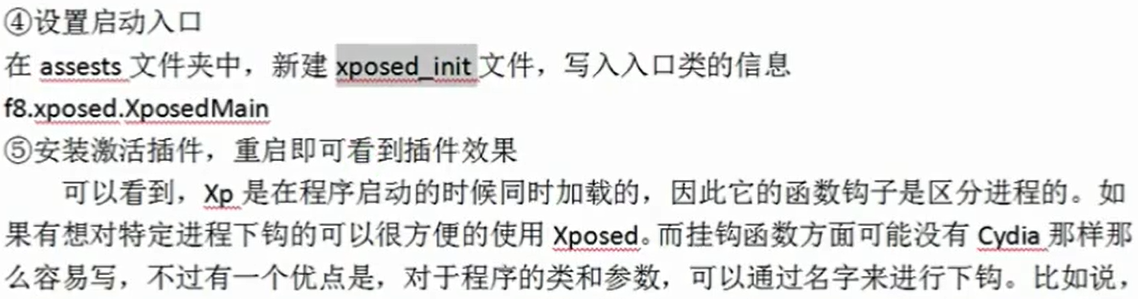 ④设置启动入口
在 assests 文件夹中，新建 xposed_init 文件，写入入口类的信息
f8.xposed.XposedMain
⑤安装激活插件，重启即可看到插件效果
可以看到，Xp 是在程序启动的时候同时加载的，因此它的函数钩子是区分进程的。如
果有想对特定进程下钩的可以很方便的使用 Xposed。而挂钩函数方面可能没有 Cydia 那样那
么容易写，不过有一个优点是，对于程序的类和参数，可以通过名字来进行下钩。比如说，